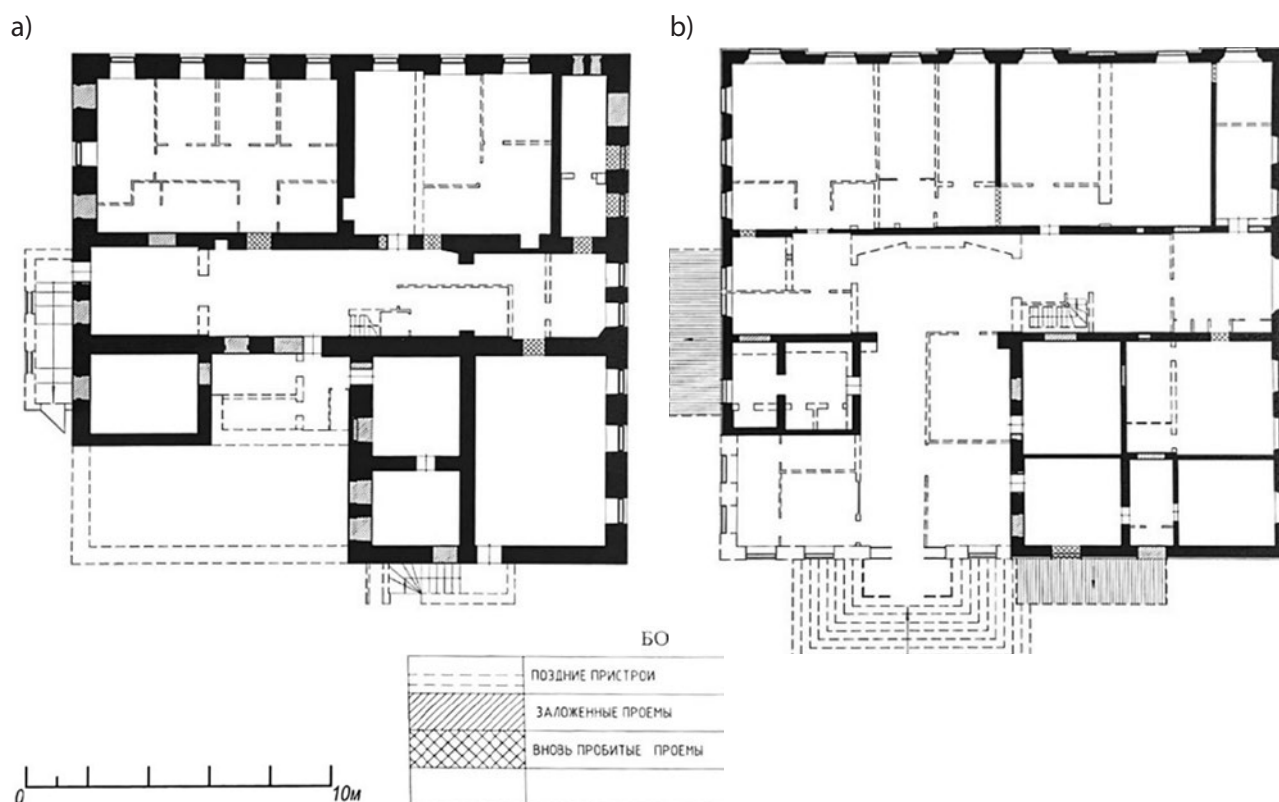 a) b)
БО
ПОЗДНИЕ ПРИСТРОИ
ЗАЛОЖЕННЫЕ ПРОЕМЫ
ВНОВЬ ПРОБИТЫЕ ПРОЕМЫ
0 10м